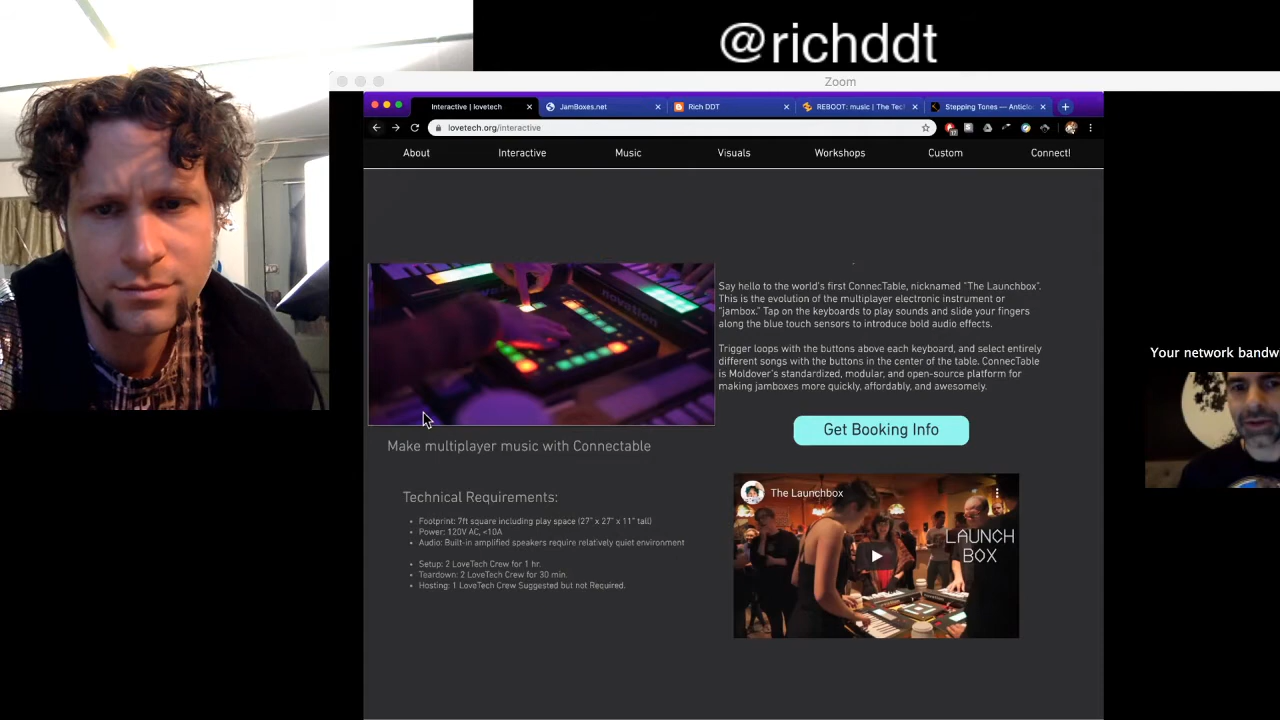 @richddt
Zoom
Interactive | lovetech
JamBoxes.net
Rich DDT
REBOOT: music | The Tec
Stepping Tones — Anticlo
lovetech.org/interactive
About
Interactive
Music
Visuals
Workshops
Custom
Connect!
novation
Say hello to the world's first ConnecTable, nicknamed "The Launchbox".
This is the evolution of the multiplayer electronic instrument or
"jambox." Tap on the keyboards to play sounds and slide your fingers
along the blue touch sensors to introduce bold audio effects.
Trigger loops with the buttons above each keyboard, and select entirely
different songs with the buttons in the center of the table. ConnecTable
is Moldover's standardized, modular, and open-source platform for
making jamboxes more quickly, affordably, and awesomely.
Your network bandw
Get Booking Info
Make multiplayer music with Connectable
Technical Requirements:
• Footprint: 7ft square including play space (27" x 27" x 11" tall)
• Power: 120V AC, <10A
• Audio: Built-in amplified speakers require relatively quiet environment
• Setup: 2 LoveTech Crew for 1 hr.
• Teardown: 2 LoveTech Crew for 30 min.
• Hosting: 1 LoveTech Crew Suggested but not Required.
The Launchbox
LAUNCH
BOX